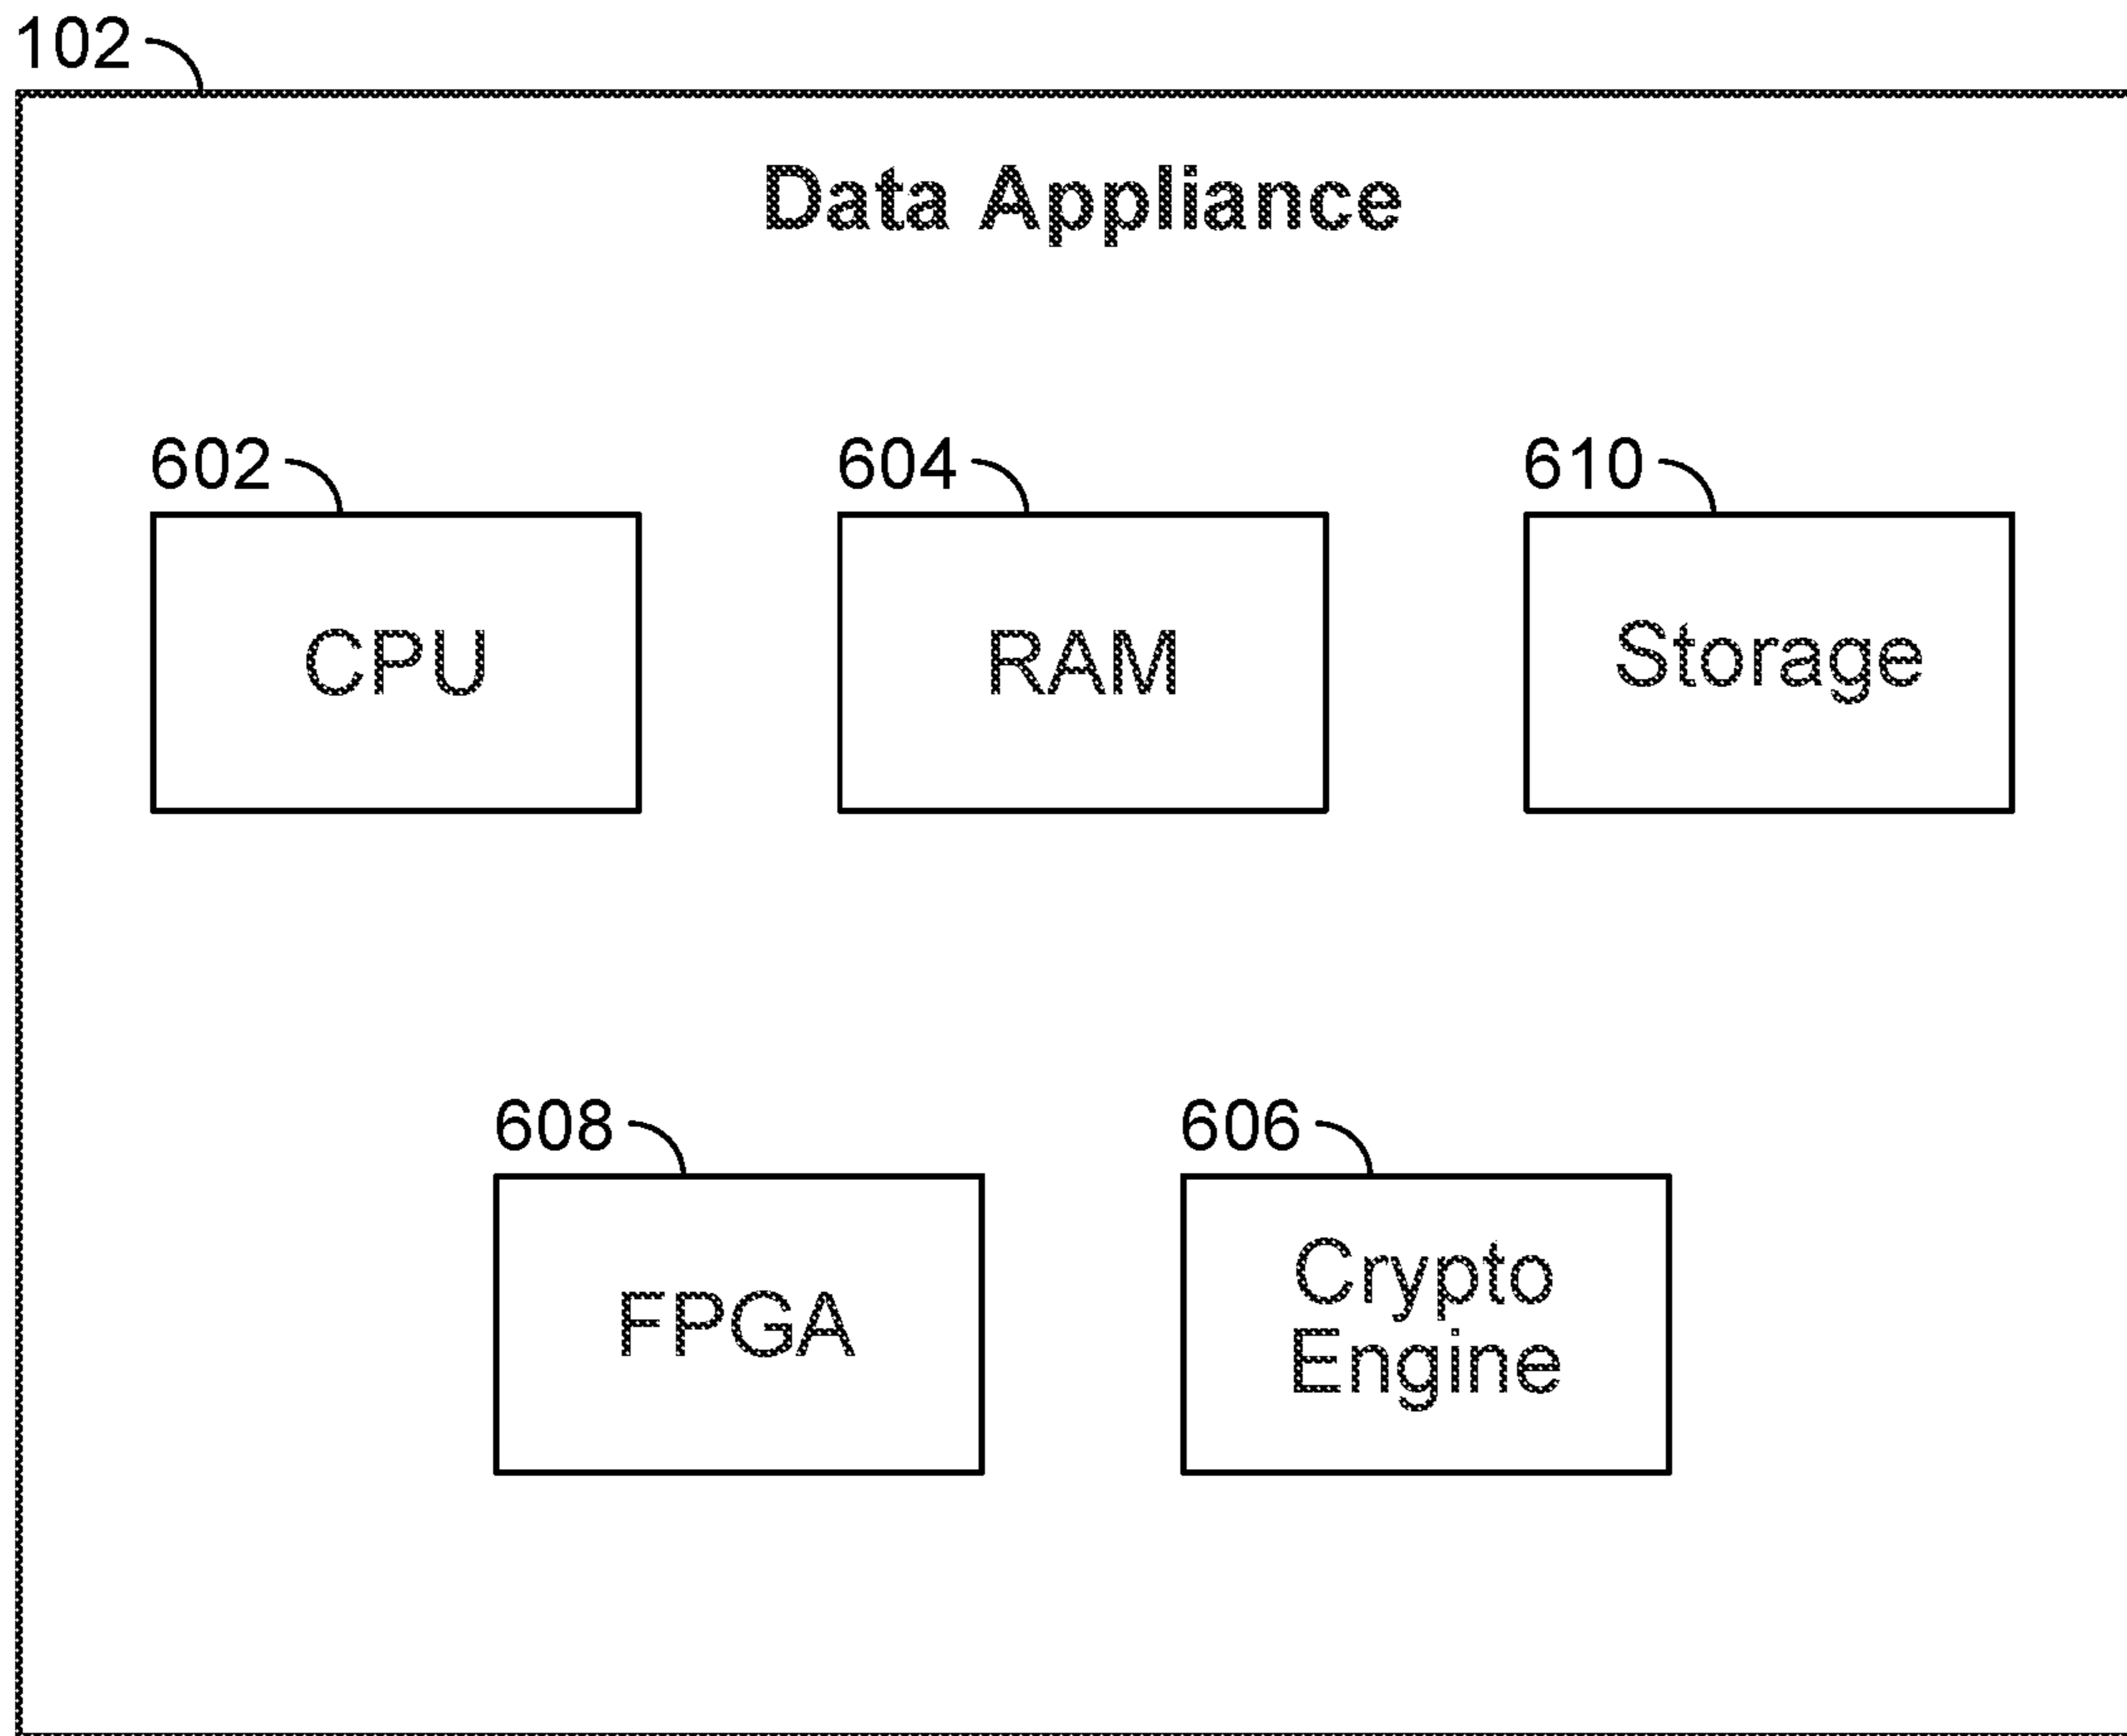 102
Data Appliance
602
604
610
CPU
RAM
Storage
608
606
FPGA
Crypto
Engine